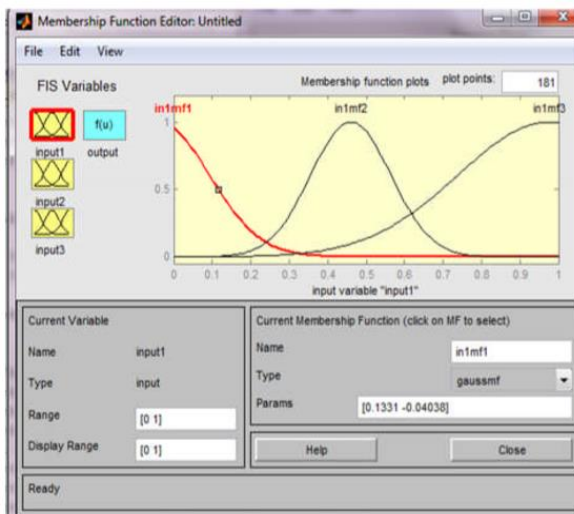 Membership Function Editor: Untitled
File Edit View
FIS Variables
Membership function plots plot points: 181
f(u)
input1 output
input2
input3
in1mf1 in1mf2 in1mf3
1
0.5
0
0 0.1 0.2 0.3 0.4 0.5 0.6 0.7 0.8 0.9 1
input variable "input1"
Current Variable
Name input1
Type input
Range [0 1]
Display Range [0 1]
Current Membership Function (click on MF to select)
Name in1mf1
Type gaussmf
Params [0.1331 -0.04038]
Help Close
Ready